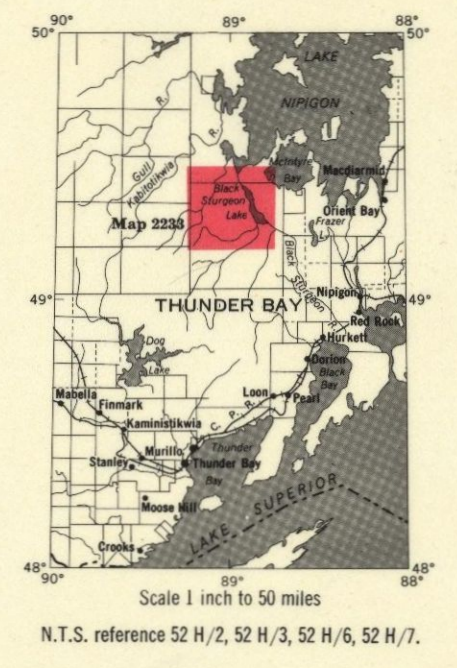 90° 89° 88°
50°
LAKE
NIPIGON
R.
R.
McIntyre
Bay
Macdiarmid
Gull
Kabitotikwia
Black
Sturgeon
Lake
Orient Bay
Frazer
L.
Map 2233
Black Sturgeon R.
Nipigon
49° 49°
THUNDER BAY
Red Rock
Hurkett
Dog
Lake
Dorion
Black
Bay
Mabella
Finmark
Loon
Pearl
Kaministikwia
C. P. R.
Murillo
Thunder
Bay
Stanley
Thunder Bay
Moose Hill
LAKE SUPERIOR
Crooks
48° 48°
90° 89° 88°
Scale 1 inch to 50 miles
N.T.S. reference 52 H/2, 52 H/3, 52 H/6, 52 H/7.